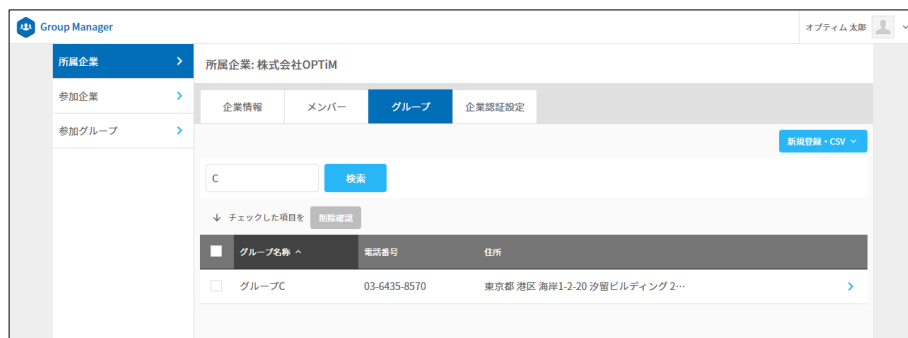 Group Manager
オプティム 太郎
所属企業
参加企業
参加グループ
所属企業: 株式会社OPTiM
企業情報 メンバー グループ 企業認証設定
新規登録・CSV
C 検索
チェックした項目を 削除確認
グループ名称 電話番号 住所
グループC 03-6435-8570 東京都 港区 海岸1-2-20 汐留ビルディング 2…